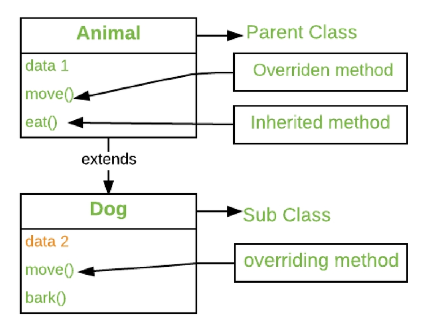 Animal
Parent Class
data 1
Overriden method
move()
eat()
Inherited method
extends
Dog
Sub Class
data 2
move()
overriding method
bark()